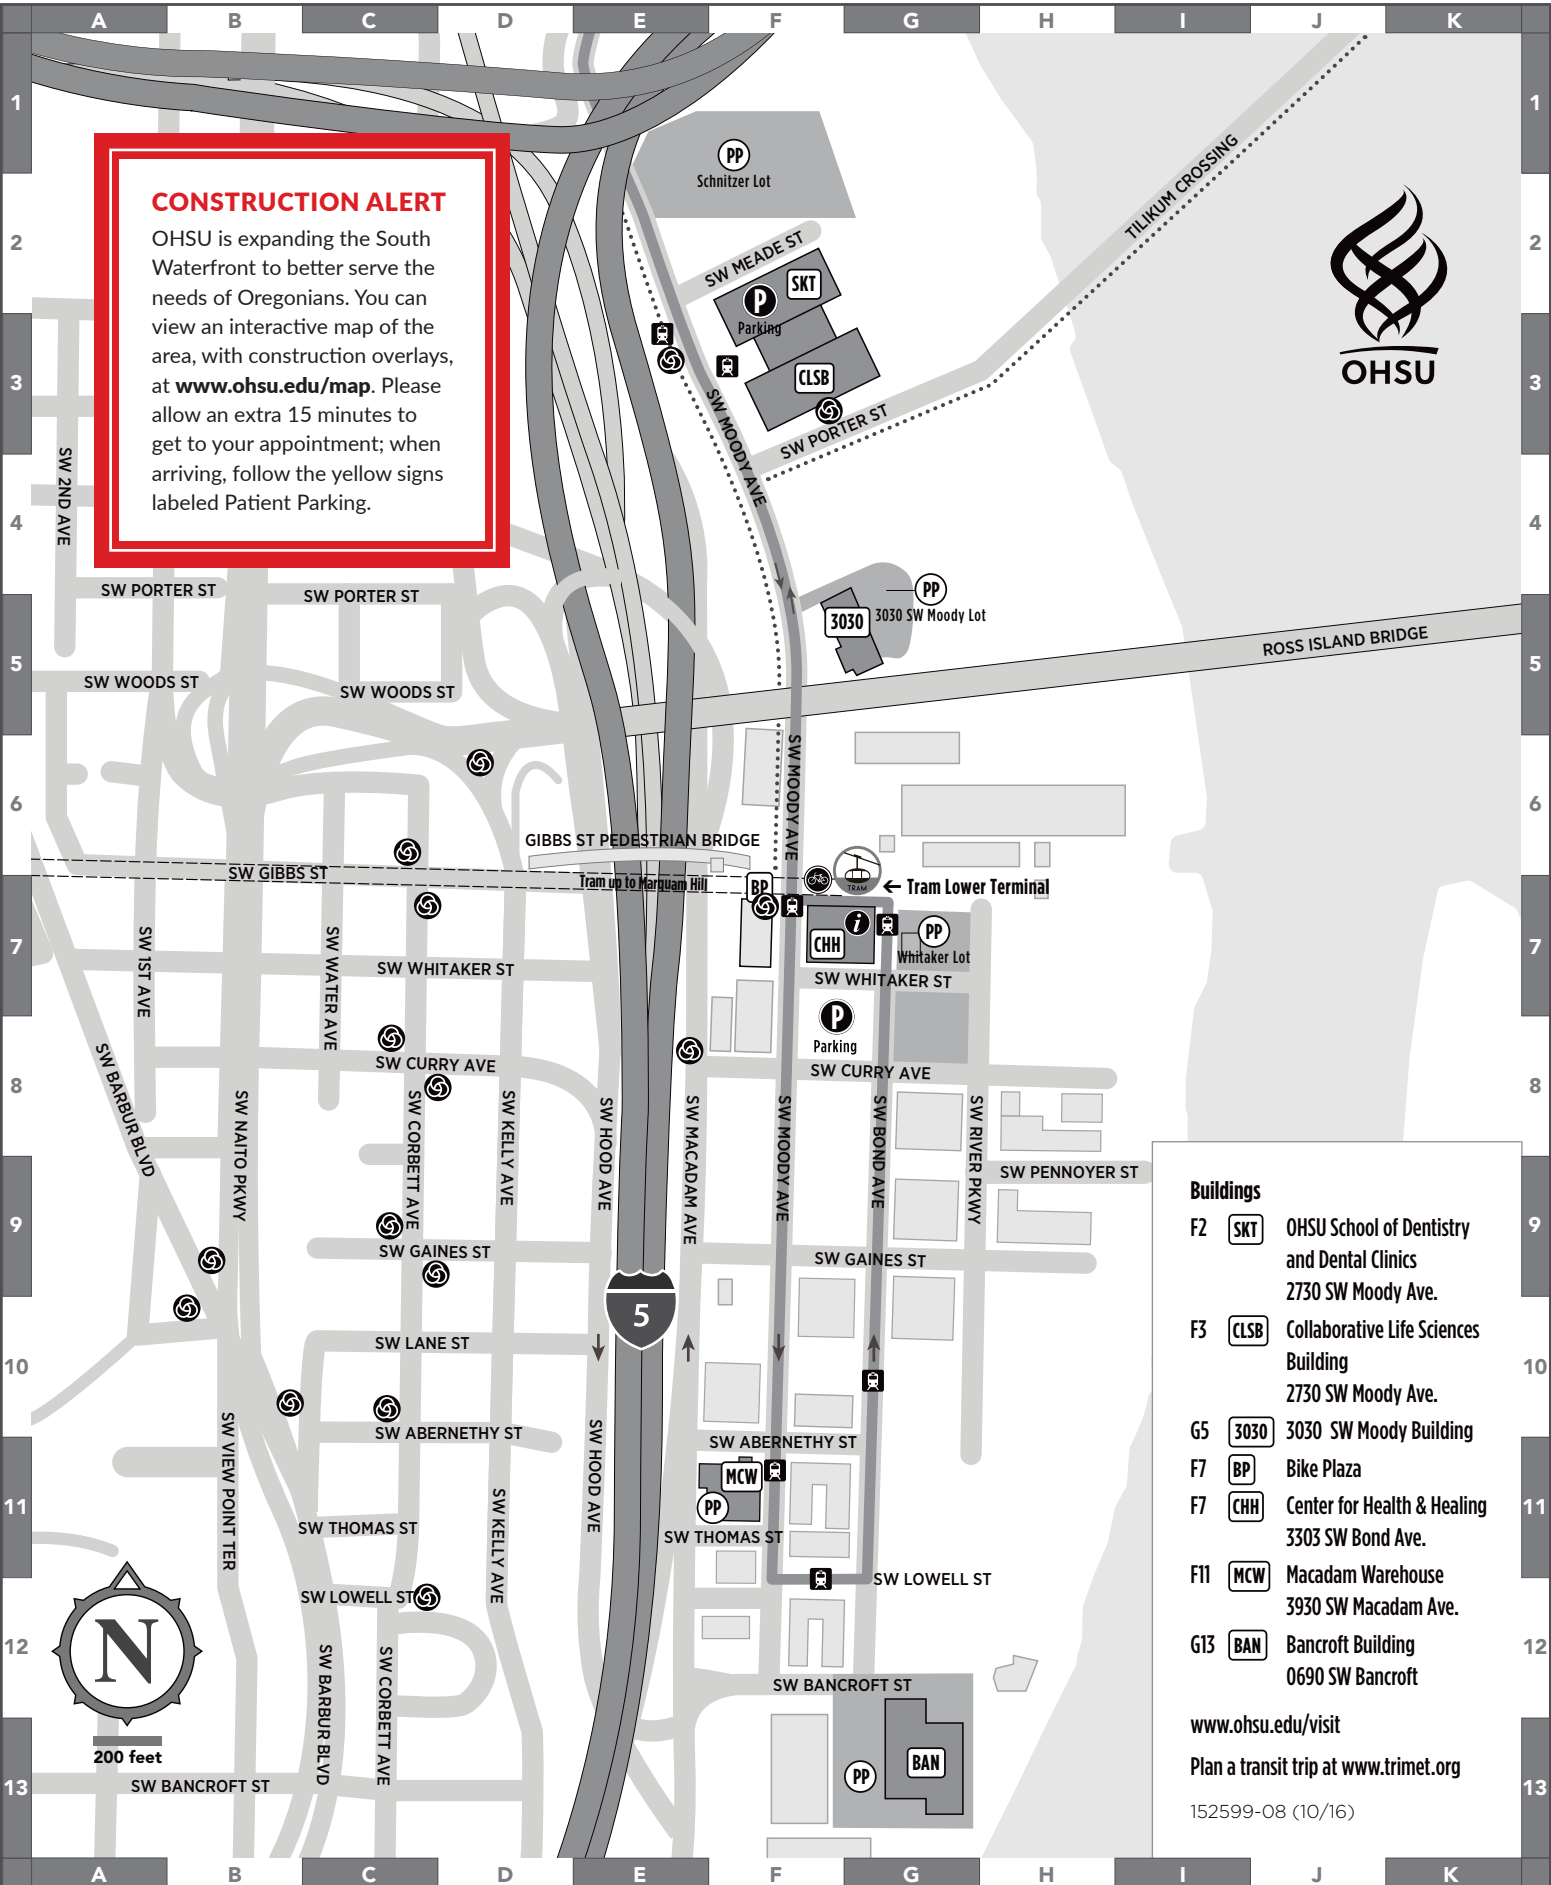 A B C D E F G H I J K
1 1
CONSTRUCTION ALERT
OHSU is expanding the South
Waterfront to better serve the
needs of Oregonians. You can
view an interactive map of the
area, with construction overlays,
at www.ohsu.edu/map. Please
allow an extra 15 minutes to
get to your appointment; when
arriving, follow the yellow signs
labeled Patient Parking.
PP
Schnitzer Lot
TILIKUM CROSSING
2 2
SW MEADE ST
SKT
P
Parking
OHSU
3 3
CLSB
SW MOODY AVE
SW PORTER ST
SW 2ND AVE
4 4
SW PORTER ST
SW PORTER ST
PP
3030
3030 SW Moody Lot
ROSS ISLAND BRIDGE
5 5
SW WOODS ST
SW WOODS ST
SW MOODY AVE
6 6
GIBBS ST PEDESTRIAN BRIDGE
SW GIBBS ST
Tram up to Marquam Hill
BP
TRAM
Tram Lower Terminal
7 7
SW 1ST AVE
SW WATER AVE
SW WHITAKER ST
CHH
i
PP
Whitaker Lot
SW WHITAKER ST
P
Parking
SW BARBUR BLVD
SW CURRY AVE
SW CURRY AVE
8 8
SW NAITO PKWY
SW CORBETT AVE
SW KELLY AVE
SW HOOD AVE
SW MACADAM AVE
SW MOODY AVE
SW BOND AVE
SW RIVER PKWY
SW PENNOYER ST
9 9
SW GAINES ST
SW GAINES ST
5
SW LANE ST
10 10
SW VIEW POINT TER
SW ABERNETHY ST
SW HOOD AVE
SW ABERNETHY ST
MCW
PP
11 11
SW KELLY AVE
SW THOMAS ST
SW THOMAS ST
SW LOWELL ST
SW LOWELL ST
N
200 feet
12 12
SW BARBUR BLVD
SW CORBETT AVE
SW BANCROFT ST
BAN
PP
13 13
SW BANCROFT ST
Buildings
F2 SKT OHSU School of Dentistry
and Dental Clinics
2730 SW Moody Ave.
F3 CLSB Collaborative Life Sciences
Building
2730 SW Moody Ave.
G5 3030 3030 SW Moody Building
F7 BP Bike Plaza
F7 CHH Center for Health & Healing
3303 SW Bond Ave.
F11 MCW Macadam Warehouse
3930 SW Macadam Ave.
G13 BAN Bancroft Building
0690 SW Bancroft
www.ohsu.edu/visit
Plan a transit trip at www.trimet.org
152599-08 (10/16)
A B C D E F G H I J K